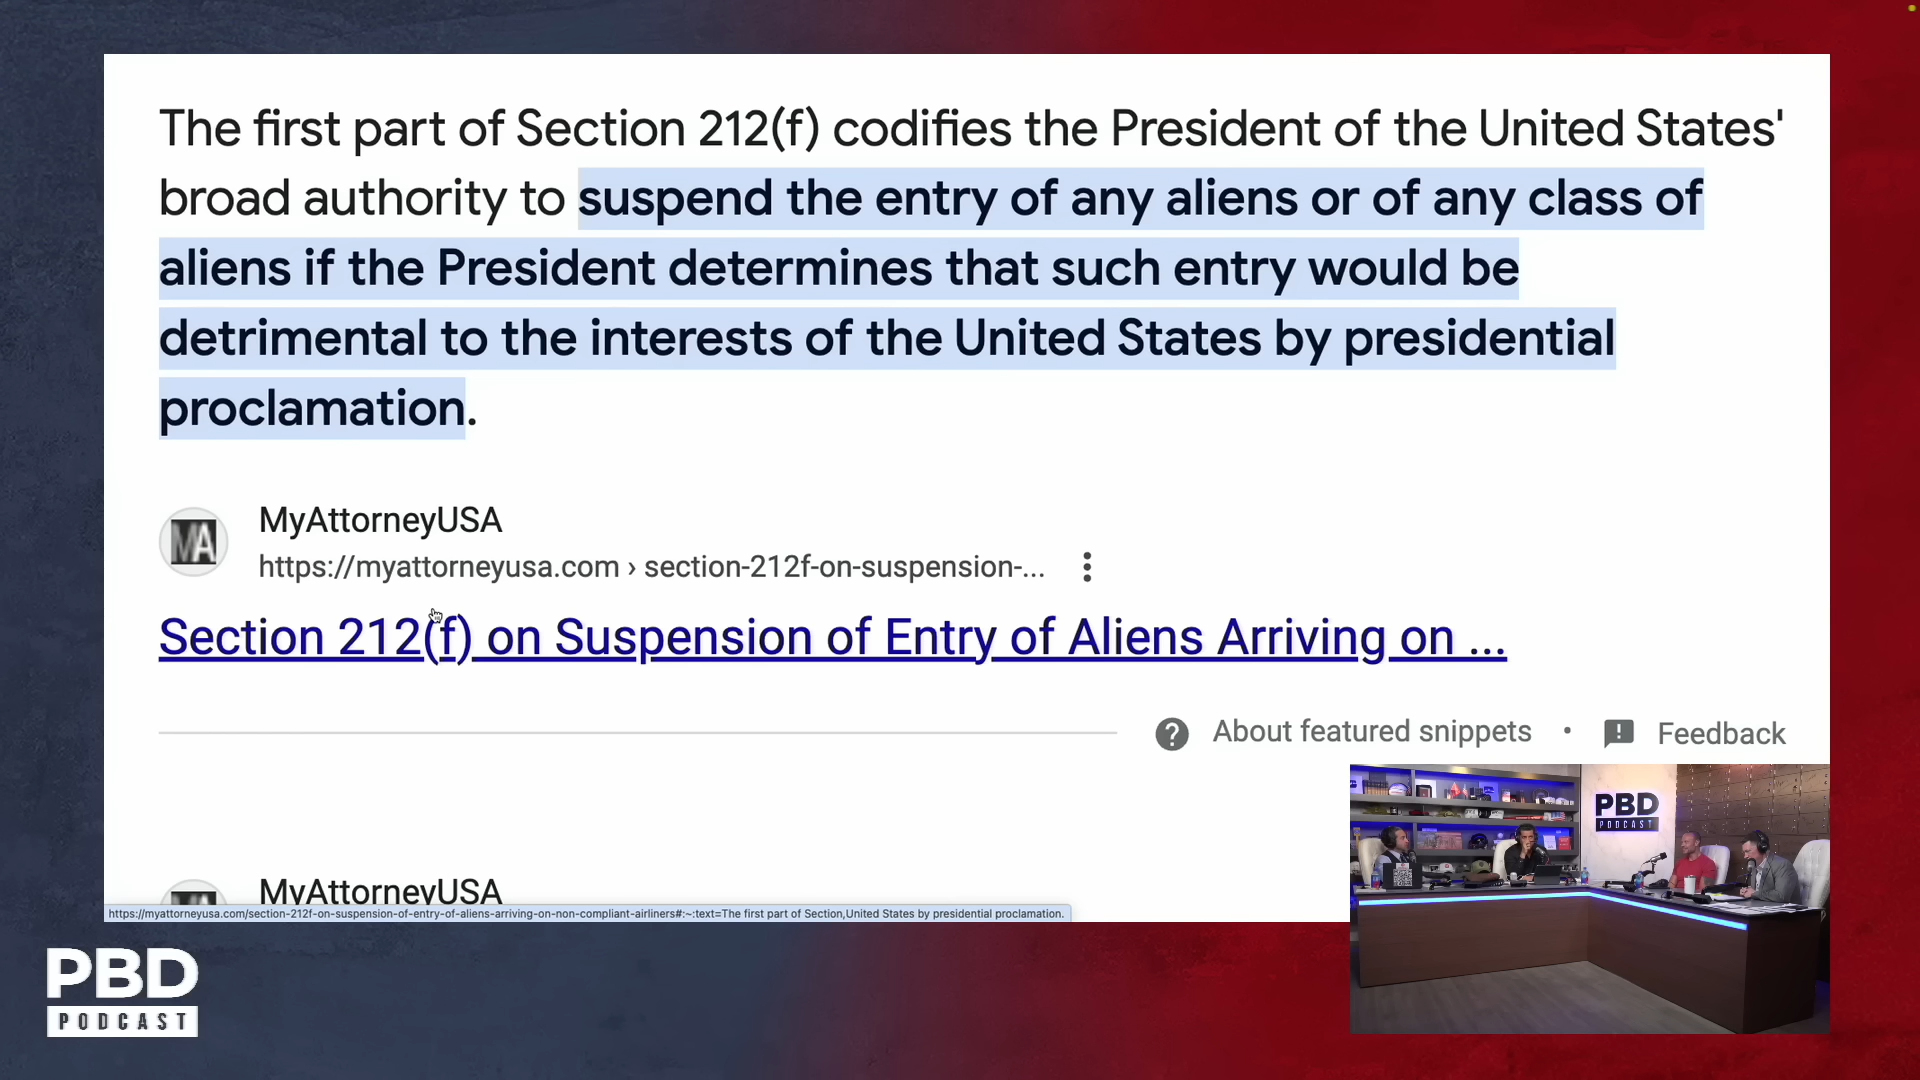 The first part of Section 212(f) codifies the President of the United States'
broad authority to suspend the entry of any aliens or of any class of
aliens if the President determines that such entry would be
detrimental to the interests of the United States by presidential
proclamation.
MA
MyAttorneyUSA
https://myattorneyusa.com › section-212f-on-suspension-...
Section 212(f) on Suspension of Entry of Aliens Arriving on ...
? About featured snippets • Feedback
MyAttorneyUSA
https://myattorneyusa.com/section-212f-on-suspension-of-entry-of-aliens-arriving-on-non-compliant-airliners#:~:text=The first part of Section,United States by presidential proclamation.
PBD
PODCAST
PBD
PODCAST